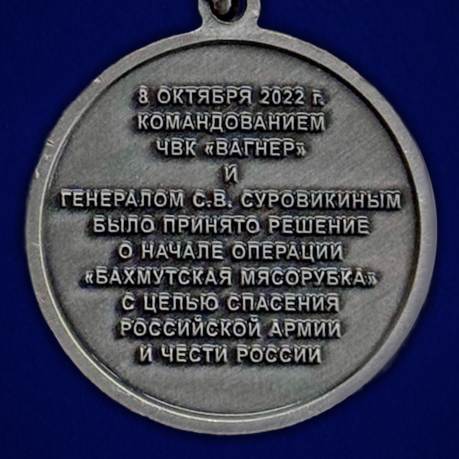 8 ОКТЯБРЯ 2022 г.
КОМАНДОВАНИЕМ
ЧВК «ВАГНЕР»
И
ГЕНЕРАЛОМ С.В. СУРОВИКИНЫМ
БЫЛО ПРИНЯТО РЕШЕНИЕ
О НАЧАЛЕ ОПЕРАЦИИ
«БАХМУТСКАЯ МЯСОРУБКА»
С ЦЕЛЬЮ СПАСЕНИЯ
РОССИЙСКОЙ АРМИИ
И ЧЕСТИ РОССИИ